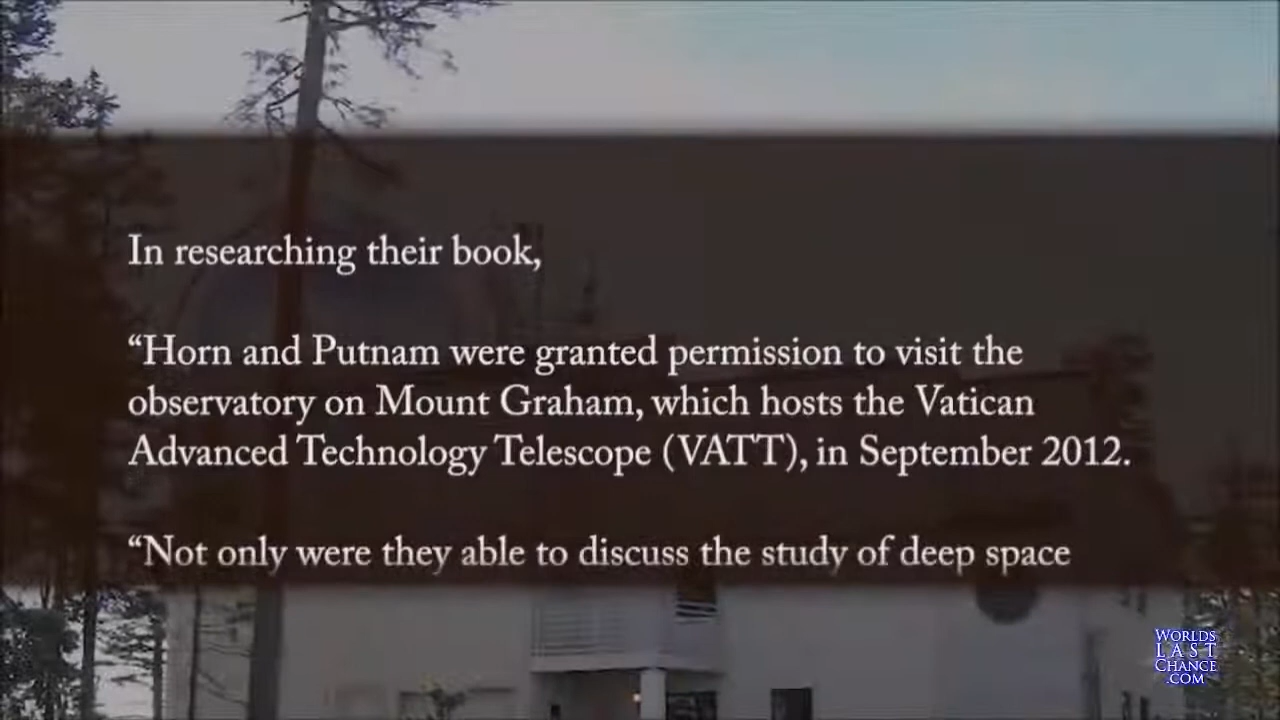 In researching their book,
“Horn and Putnam were granted permission to visit the
observatory on Mount Graham, which hosts the Vatican
Advanced Technology Telescope (VATT), in September 2012.
“Not only were they able to discuss the study of deep space
WORLDS
LAST
CHANCE
.COM